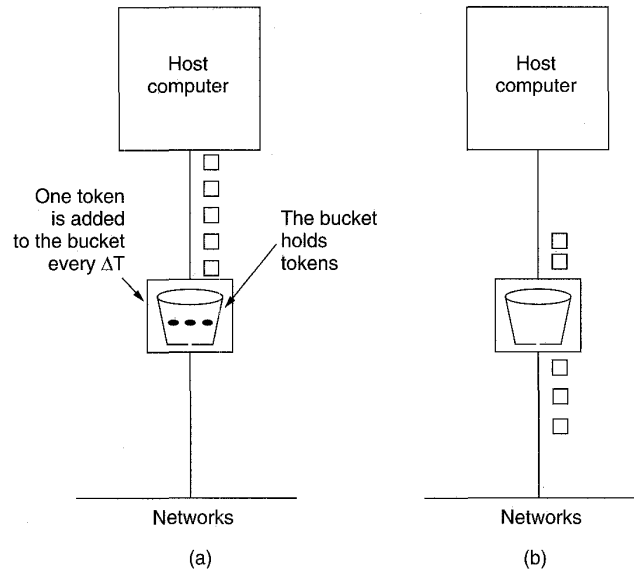 Host
computer
Host
computer
One token
is added
to the bucket
every ΔT
The bucket
holds
tokens
Networks
Networks
(a)
(b)